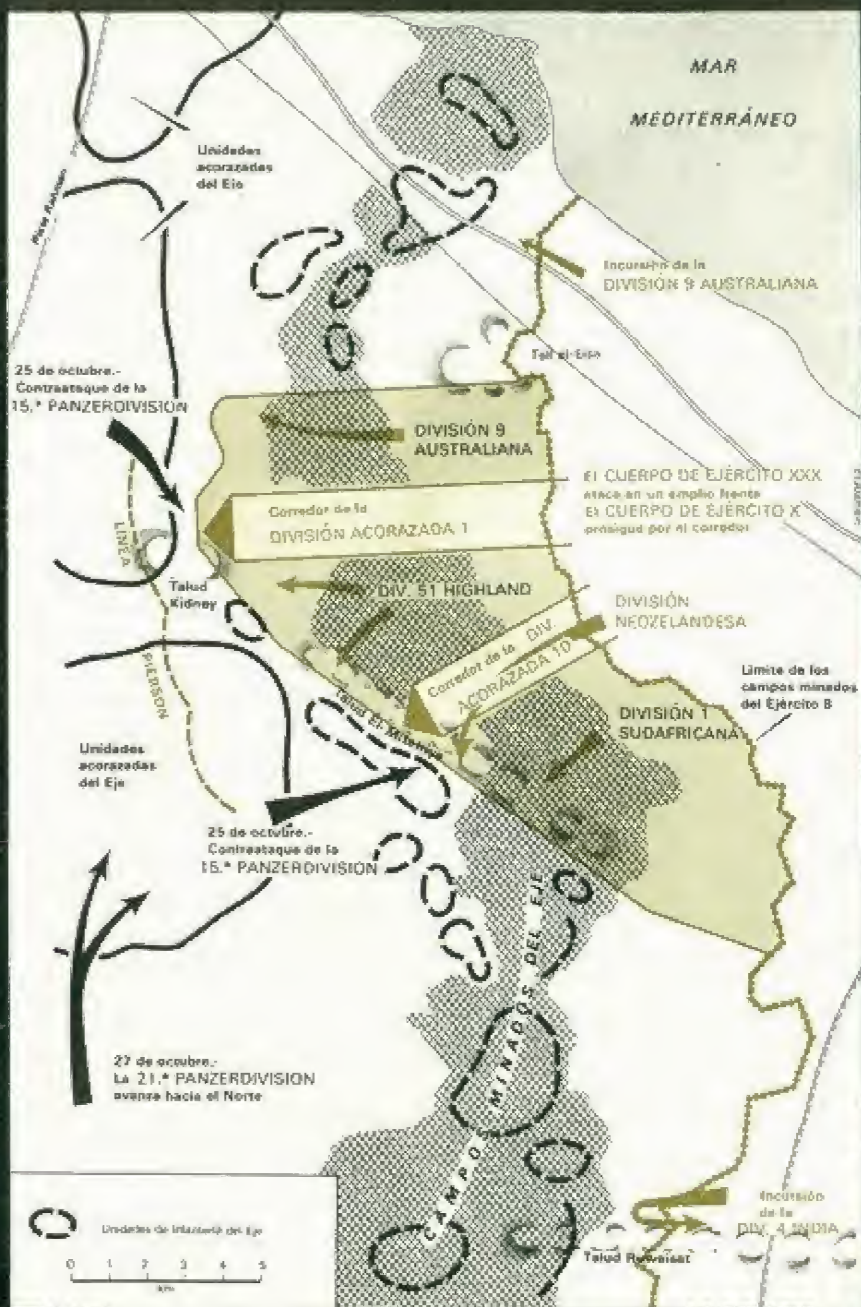 MAR
MEDITERRÁNEO
Unidades
acorazadas
del Eje
Incursión de la
DIVISIÓN 9 AUSTRALIANA
25 de octubre.-
Contraataque de la
15.ª PANZERDIVISION
DIVISIÓN 9
AUSTRALIANA
El CUERPO DE EJÉRCITO XXX
ataca en un amplio frente
El CUERPO DE EJÉRCITO X
prosigue por el corredor
Corredor de la
DIVISIÓN ACORAZADA 1
LÍNEA
PIERSON
Talud
Kidney
DIV. 51 HIGHLAND
DIVISIÓN
NEOZELANDESA
Corredor de la DIV.
ACORAZADA 10
Límite de los
campos minados
del Ejército 8
DIVISIÓN 1
SUDAFRICANA
Talud El
Unidades
acorazadas
del Eje
25 de octubre.-
Contraataque de la
15.ª PANZERDIVISION
CAMPOS MINADOS DEL EJE
27 de octubre.-
La 21.ª PANZERDIVISION
avanza hacia el Norte
Incursión
de la
DIV. 4 INDIA
Talud Ruweisat
Unidades de infantería del Eje
0 1 2 3 4 5
km